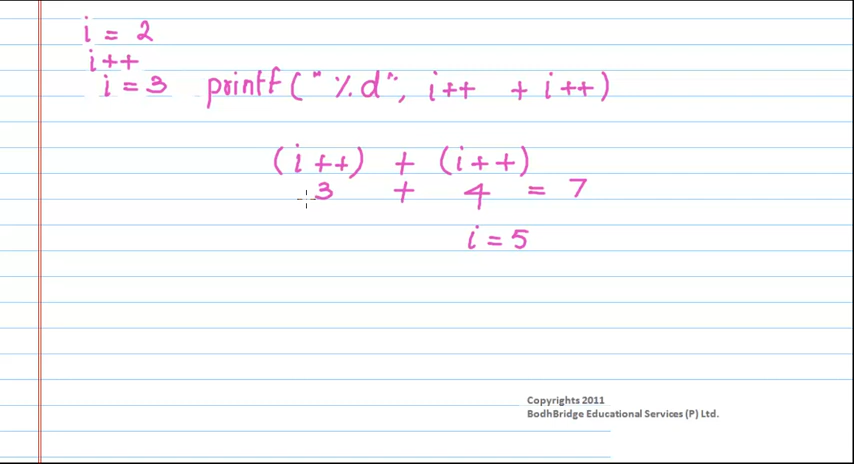 i = 2
i++
i = 3 printf("%d", i++ + i++)
(i++) + (i++)
3 + 4 = 7
i = 5
Copyrights 2011
BodhBridge Educational Services (P) Ltd.